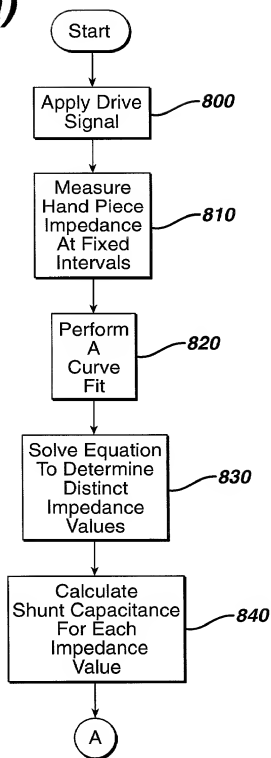 Start
Apply Drive
Signal
800
Measure
Hand Piece
Impedance
At Fixed
Intervals
810
Perform
A
Curve
Fit
820
Solve Equation
To Determine
Distinct
Impedance
Values
830
Calculate
Shunt Capacitance
For Each
Impedance
Value
840
A